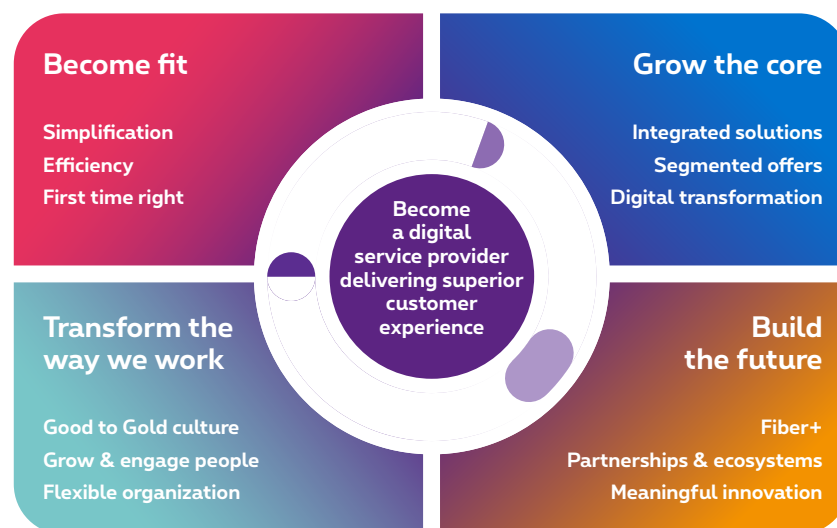 Become fit
Simplification
Efficiency
First time right
Grow the core
Integrated solutions
Segmented offers
Digital transformation
Become
a digital
service provider
delivering superior
customer
experience
Transform the
way we work
Good to Gold culture
Grow & engage people
Flexible organization
Build
the future
Fiber+
Partnerships & ecosystems
Meaningful innovation